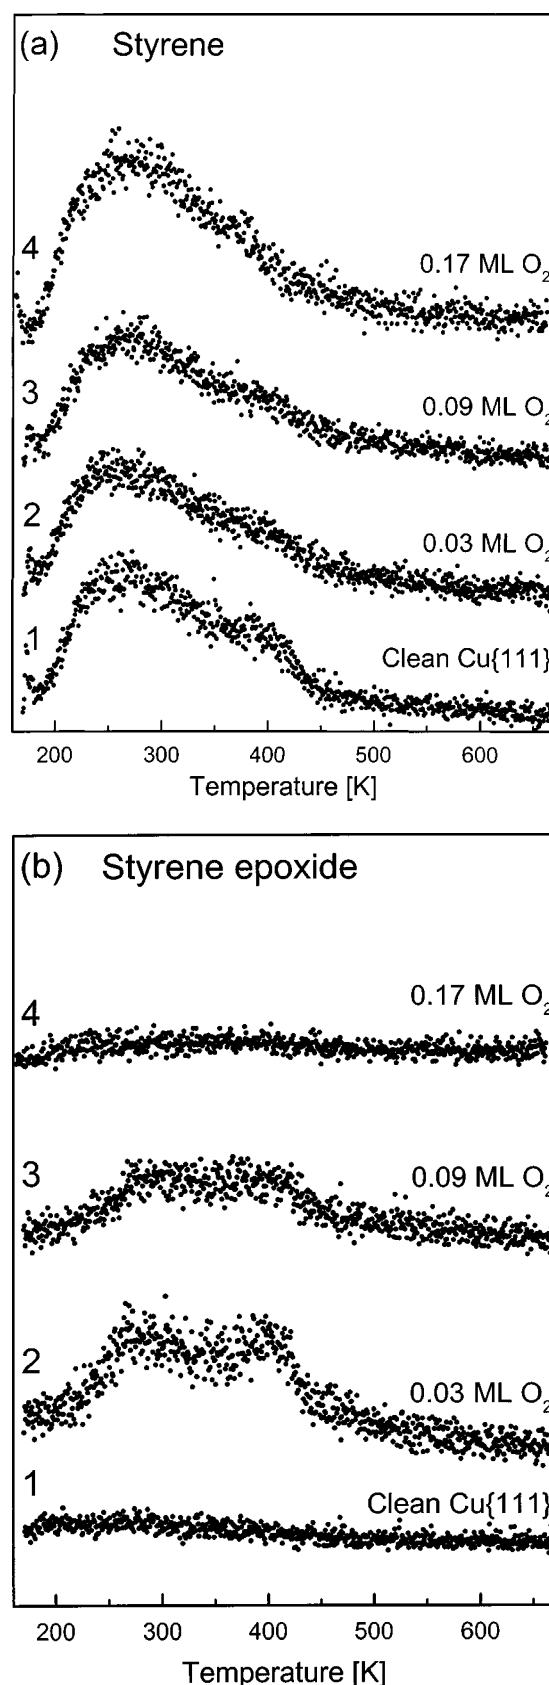 (a) Styrene
4
0.17 ML O₂
3
0.09 ML O₂
2
0.03 ML O₂
1
Clean Cu{111}
200 300 400 500 600
Temperature [K]
(b) Styrene epoxide
4
0.17 ML O₂
3
0.09 ML O₂
2
0.03 ML O₂
1
Clean Cu{111}
200 300 400 500 600
Temperature [K]